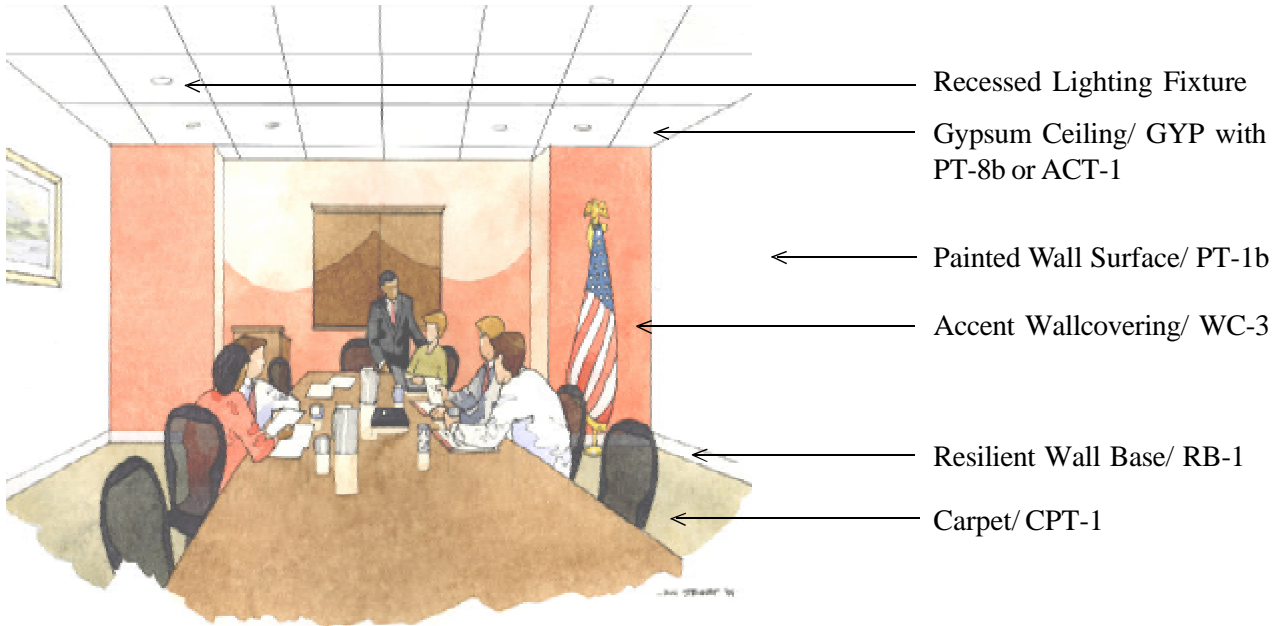 Recessed Lighting Fixture
Gypsum Ceiling/ GYP with
PT-8b or ACT-1
Painted Wall Surface/ PT-1b
Accent Wallcovering/ WC-3
Resilient Wall Base/ RB-1
Carpet/ CPT-1